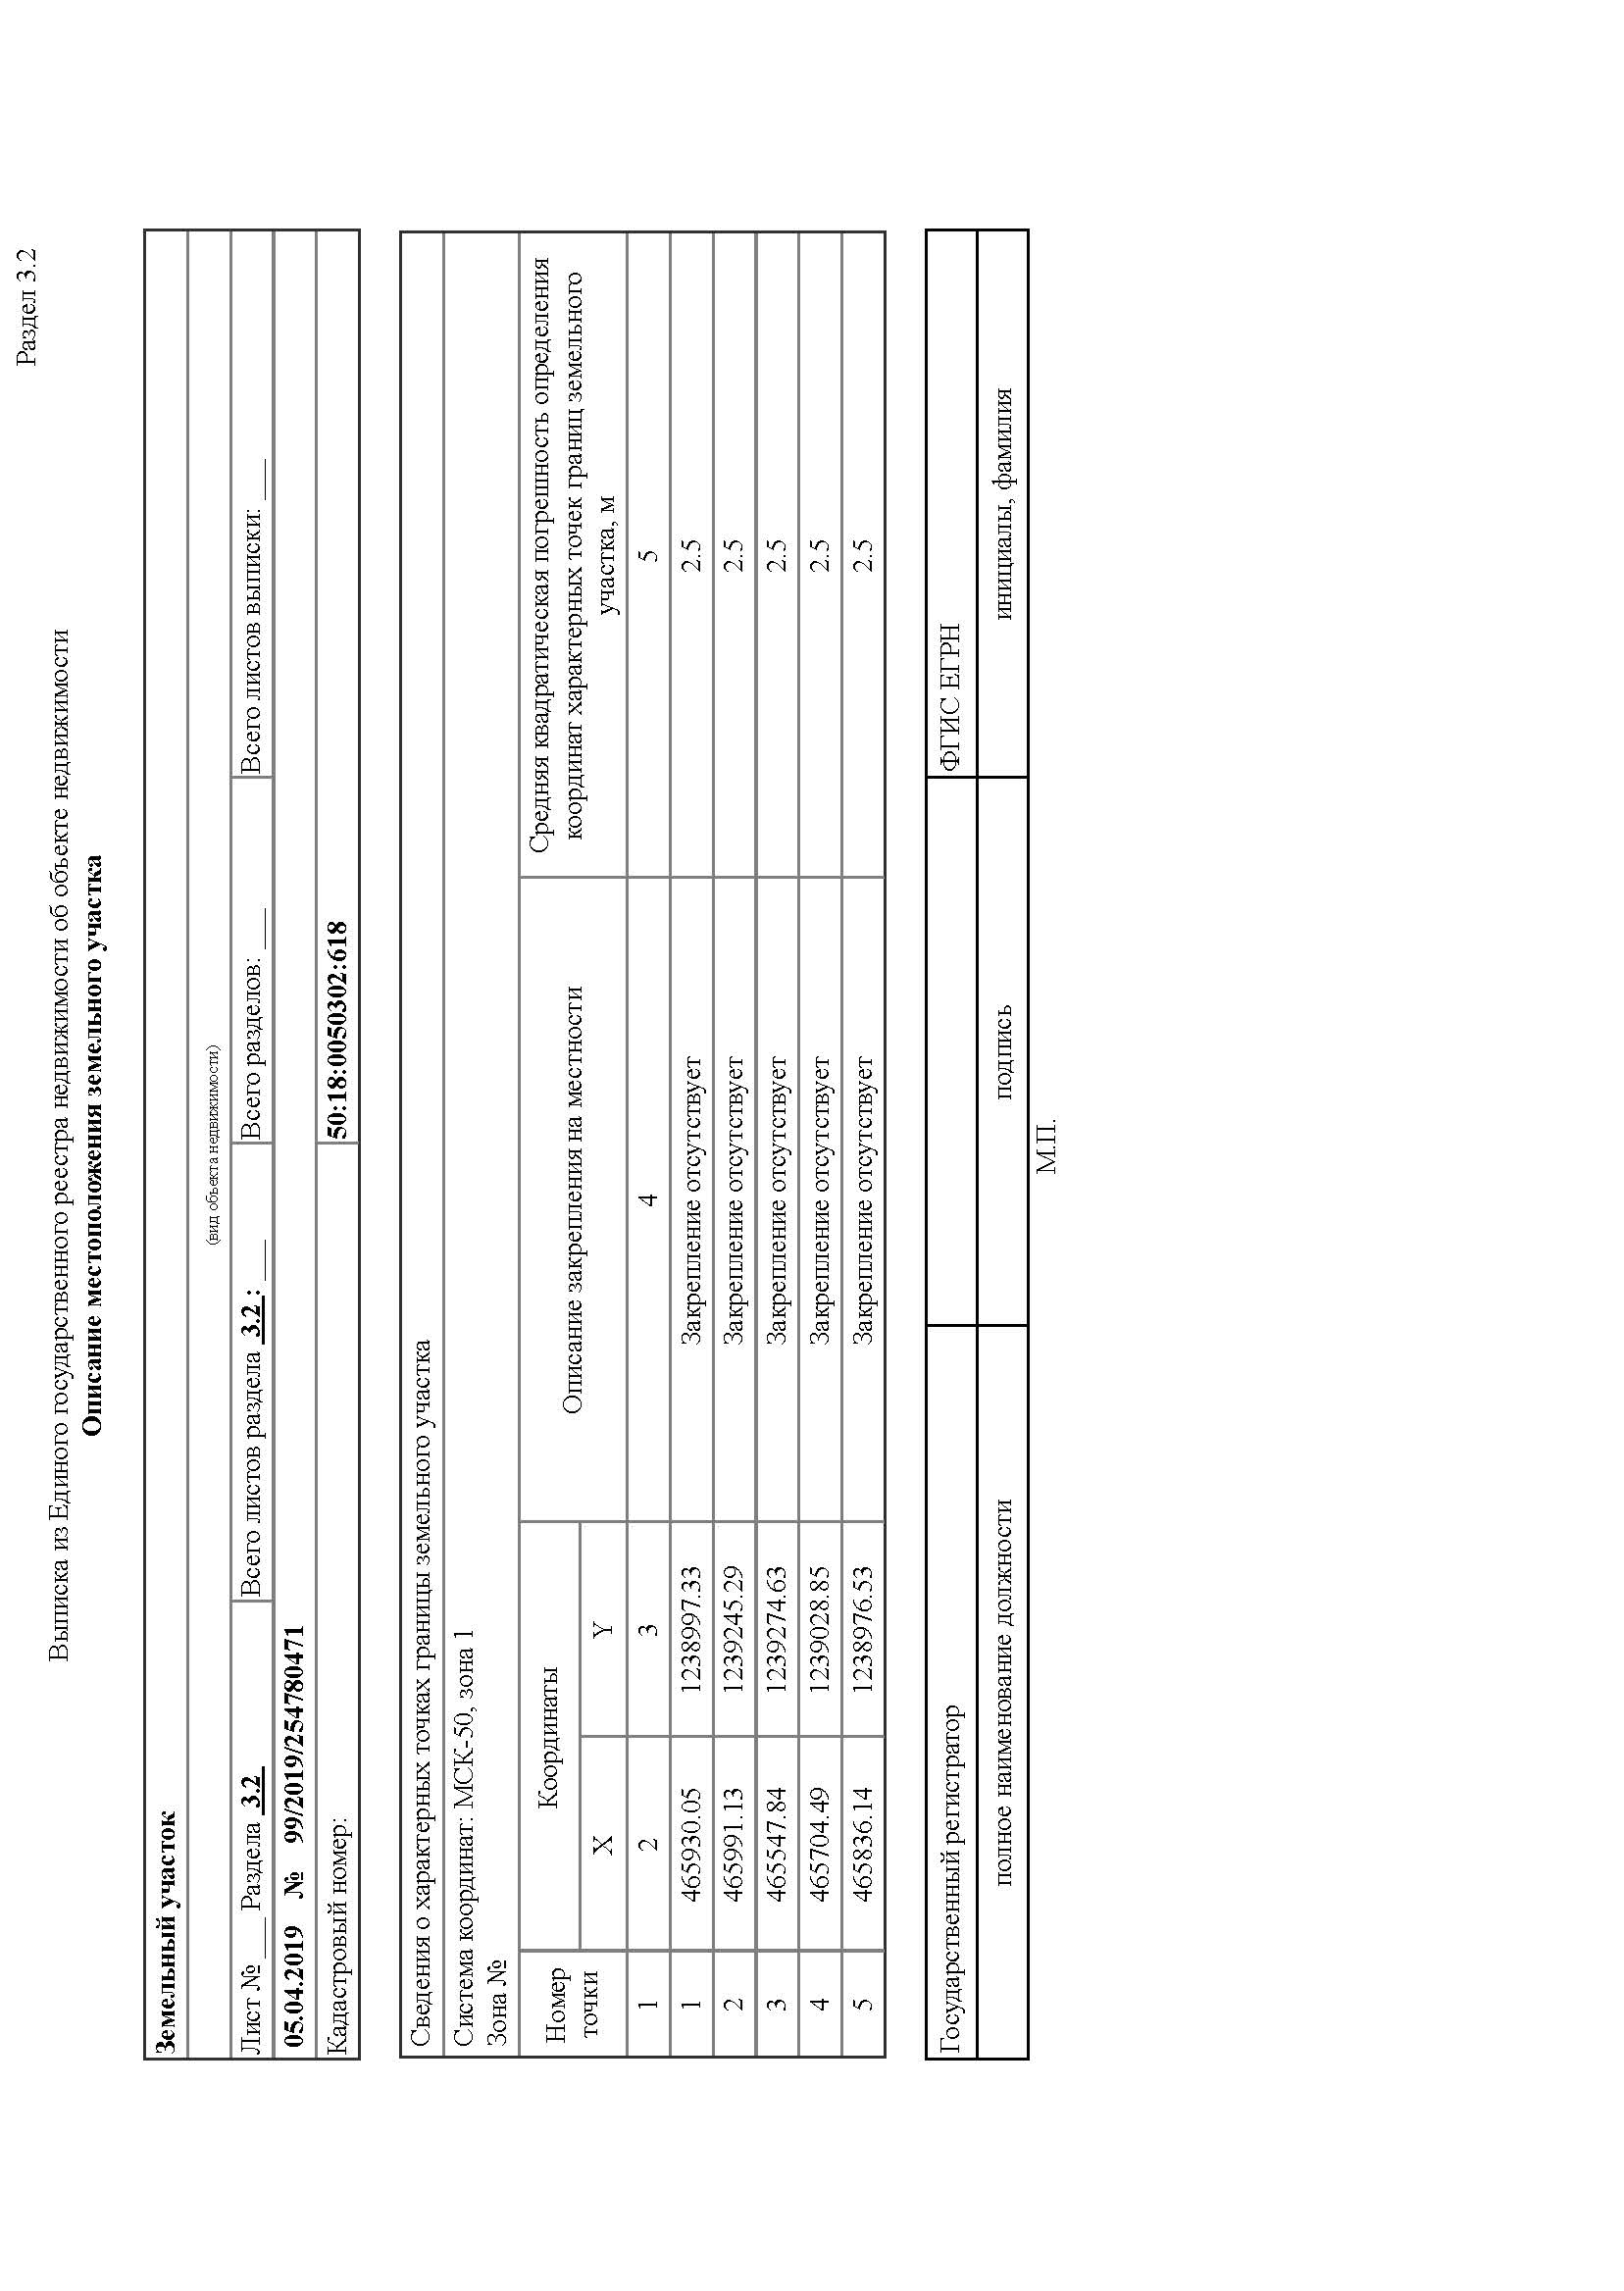 Раздел 3.2
Выписка из Единого государственного реестра недвижимости об объекте недвижимости
Описание местоположения земельного участка
Земельный участок
(вид объекта недвижимости)
Лист № ___ Раздела 3.2 Всего листов раздела 3.2 : ___ Всего разделов: ___ Всего листов выписки: ___
05.04.2019 № 99/2019/254780471
Кадастровый номер: 50:18:0050302:618
Сведения о характерных точках границы земельного участка
Система координат: МСК-50, зона 1
Зона №
Номер точки Координаты Описание закрепления на местности Средняя квадратическая погрешность определения
координат характерных точек границ земельного
участка, м
X Y
1 2 3 4 5
1 465930.05 1238997.33 Закрепление отсутствует 2.5
2 465991.13 1239245.29 Закрепление отсутствует 2.5
3 465547.84 1239274.63 Закрепление отсутствует 2.5
4 465704.49 1239028.85 Закрепление отсутствует 2.5
5 465836.14 1238976.53 Закрепление отсутствует 2.5
Государственный регистратор ФГИС ЕГРН
полное наименование должности подпись инициалы, фамилия
М.П.